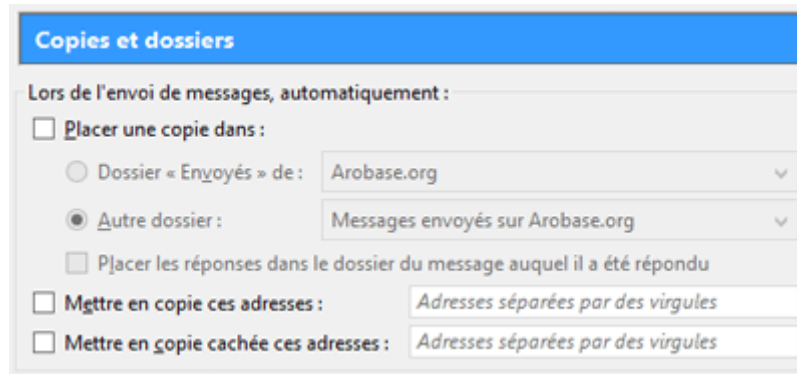 Copies et dossiers
Lors de l'envoi de messages, automatiquement :
Placer une copie dans :
Dossier « Envoyés » de : Arobase.org
Autre dossier : Messages envoyés sur Arobase.org
Placer les réponses dans le dossier du message auquel il a été répondu
Mettre en copie ces adresses : Adresses séparées par des virgules
Mettre en copie cachée ces adresses : Adresses séparées par des virgules